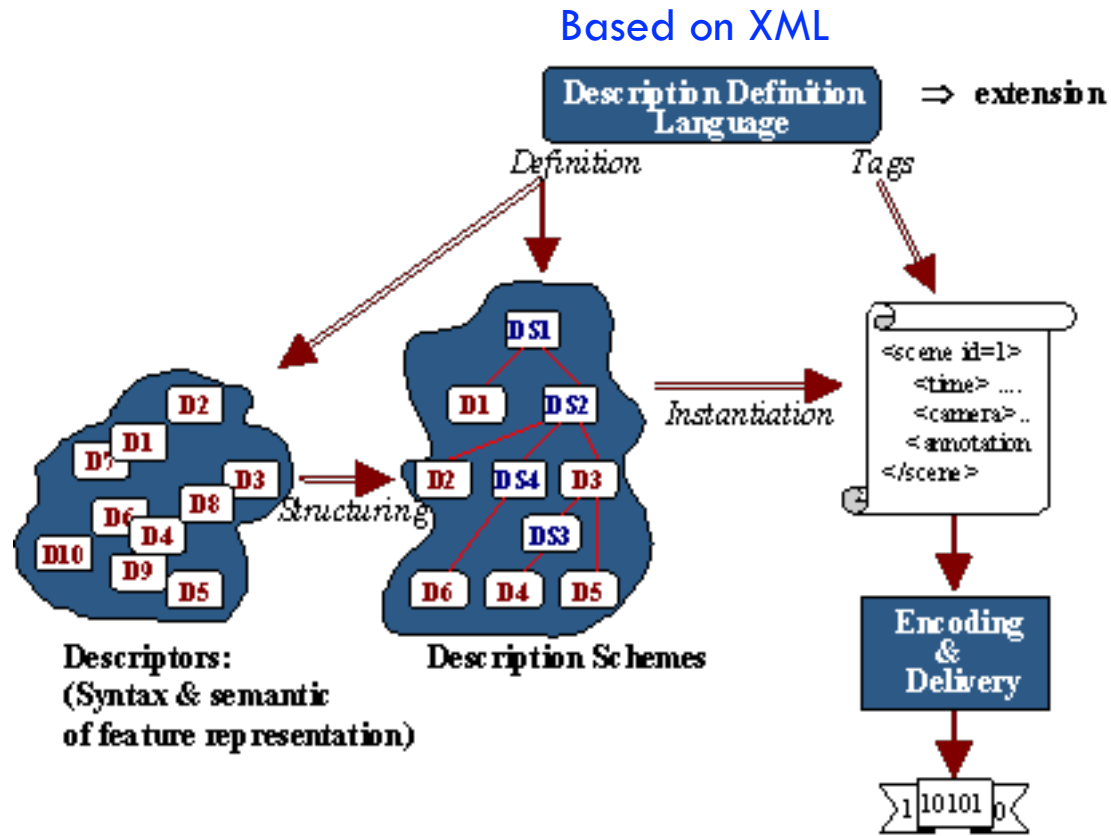 Based on XML
Description Definition
Language
⇒ extension
Definition
Tags
DS1
D1
DS2
D2
DS4
D3
DS3
D6
D4
D5
D2
D1
D7
D3
D8
D6
D4
D10
D9
D5
Structuring
Instantiation
<scene id=1>
<time> ....
<camera>..
<annotation
</scene>
Descriptors:
(Syntax & semantic
of feature representation)
Description Schemes
Encoding
&
Delivery
1 10101 0